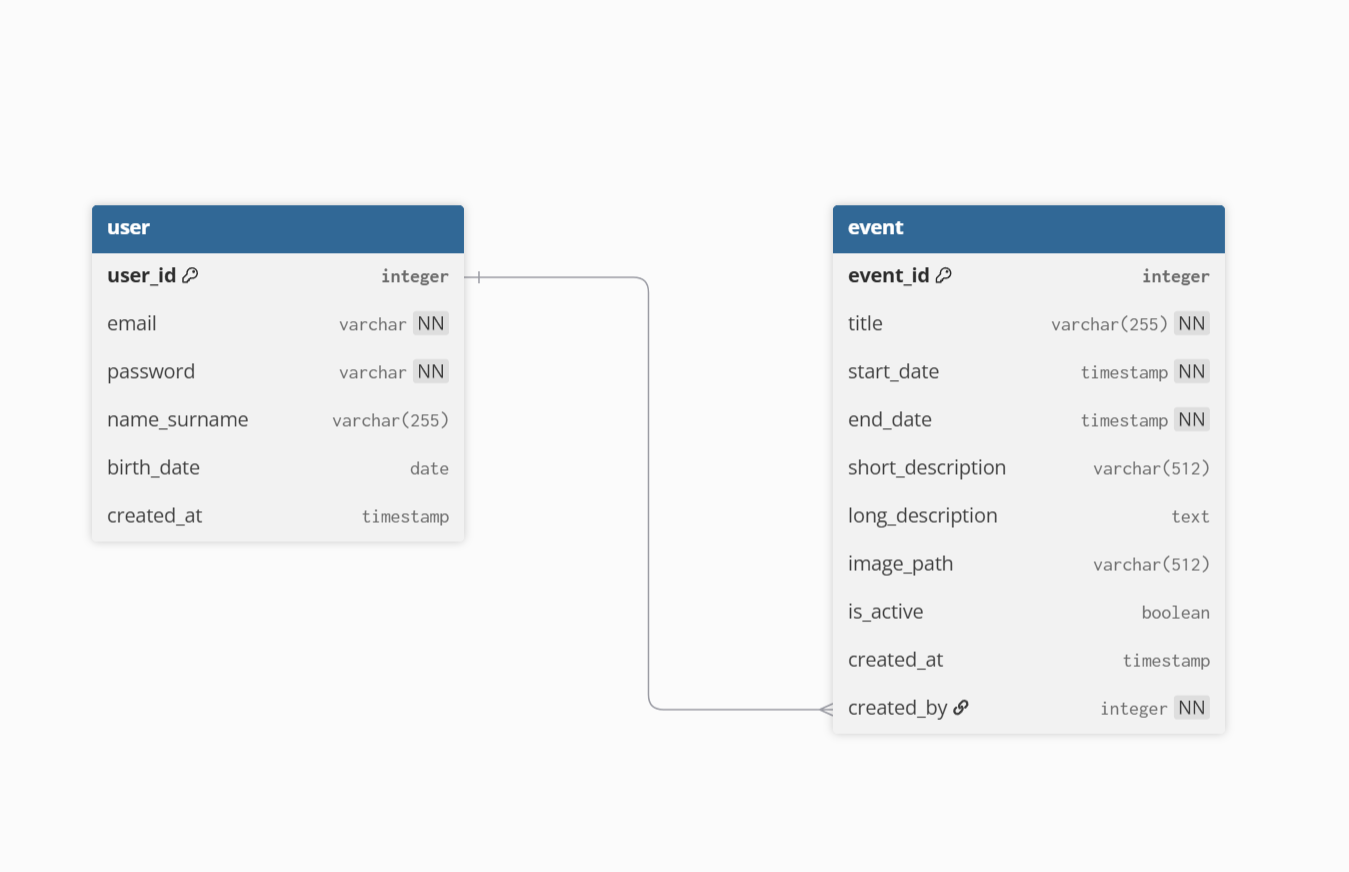 user
user_id integer
email varchar NN
password varchar NN
name_surname varchar(255)
birth_date date
created_at timestamp
event
event_id integer
title varchar(255) NN
start_date timestamp NN
end_date timestamp NN
short_description varchar(512)
long_description text
image_path varchar(512)
is_active boolean
created_at timestamp
created_by integer NN